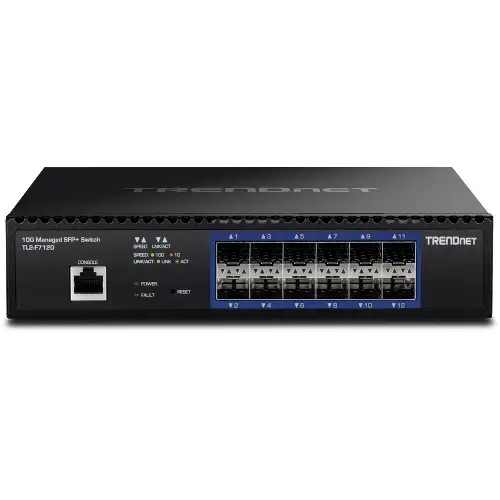 TRENDNET
10G Managed SFP+ Switch
TL2-F7120
SPEED LNK/ACT
SPEED: 10G 1G
LINK/ACT: LINK ACT
CONSOLE
POWER
FAULT
RESET
▲1 ▲3 ▲5 ▲7 ▲9 ▲11
▼2 ▼4 ▼6 ▼8 ▼10 ▼12
TRENDNET